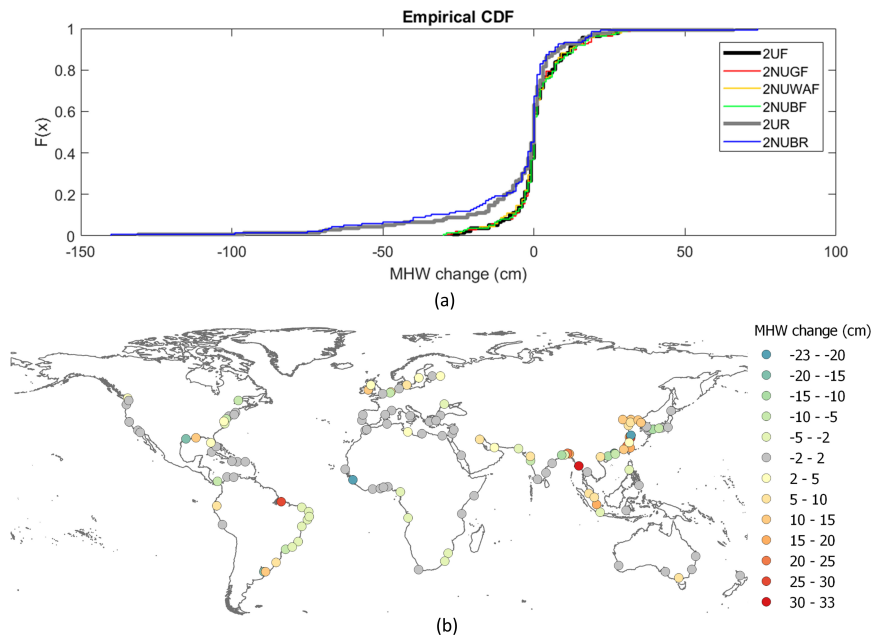 Empirical CDF
1
0.8
0.6
0.4
0.2
0
F(x)
-150
-100
-50
0
50
100
MHW change (cm)
2UF
2NUGF
2NUWAF
2NUBF
2UR
2NUBR
(a)
MHW change (cm)
-23 - -20
-20 - -15
-15 - -10
-10 - -5
-5 - -2
-2 - 2
2 - 5
5 - 10
10 - 15
15 - 20
20 - 25
25 - 30
30 - 33
(b)